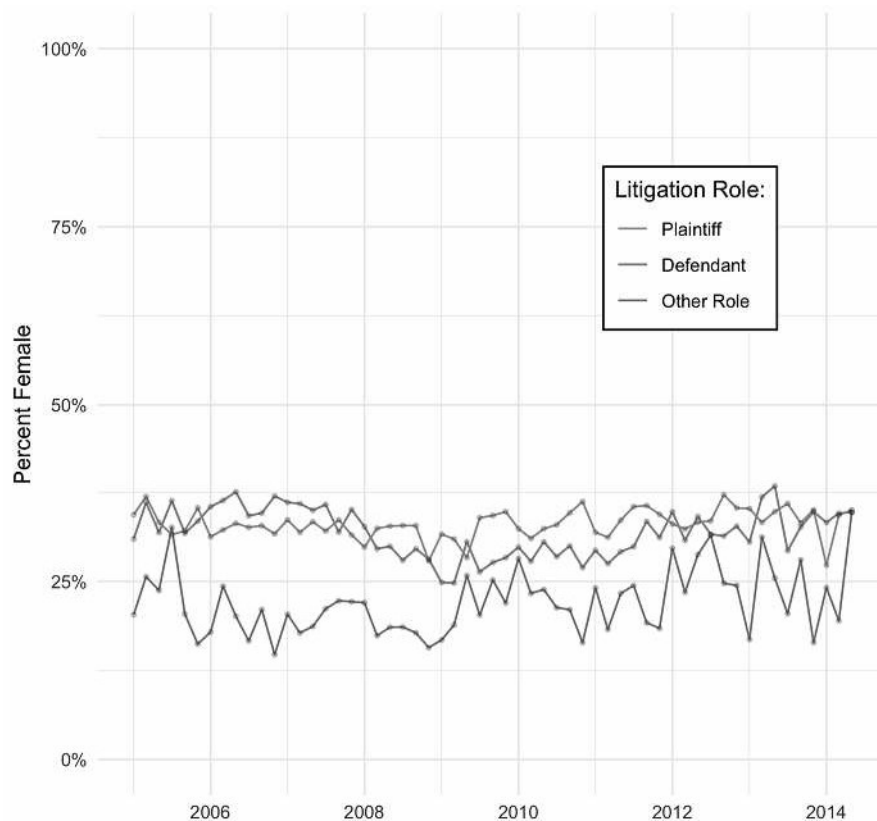 100%
75%
50%
25%
0%
Percent Female
Litigation Role:
Plaintiff
Defendant
Other Role
2006 2008 2010 2012 2014